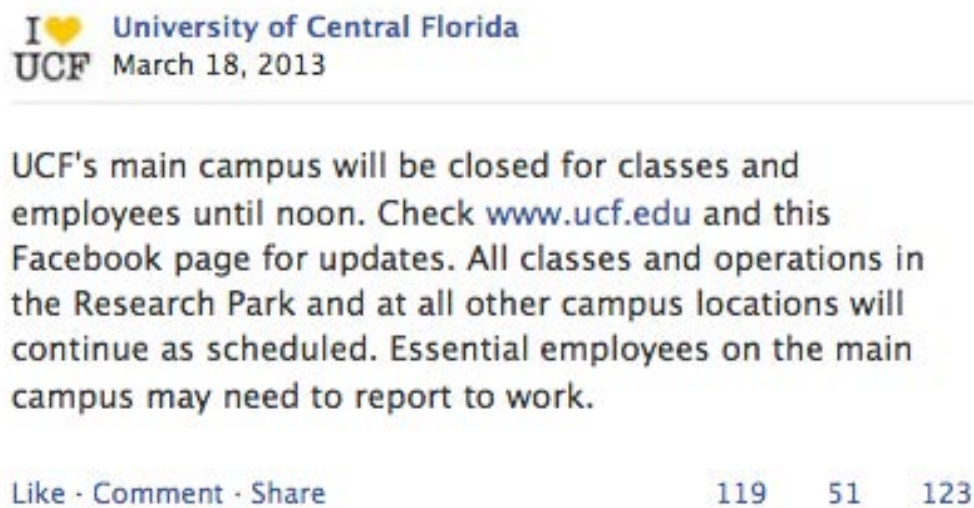 I
UCF
University of Central Florida
March 18, 2013
UCF's main campus will be closed for classes and
employees until noon. Check www.ucf.edu and this
Facebook page for updates. All classes and operations in
the Research Park and at all other campus locations will
continue as scheduled. Essential employees on the main
campus may need to report to work.
Like · Comment · Share 119 51 123